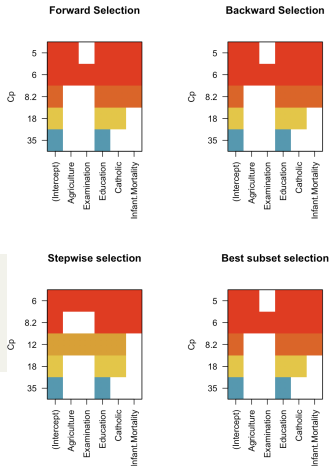 Forward Selection
Backward Selection
Cp
5
6
8.2
18
35
(Intercept)
Agriculture
Examination
Education
Catholic
Infant.Mortality
Cp
5
6
8.2
18
35
(Intercept)
Agriculture
Examination
Education
Catholic
Infant.Mortality
Stepwise selection
Best subset selection
Cp
6
8.2
12
18
35
(Intercept)
Agriculture
Examination
Education
Catholic
Infant.Mortality
Cp
5
6
8.2
18
35
(Intercept)
Agriculture
Examination
Education
Catholic
Infant.Mortality